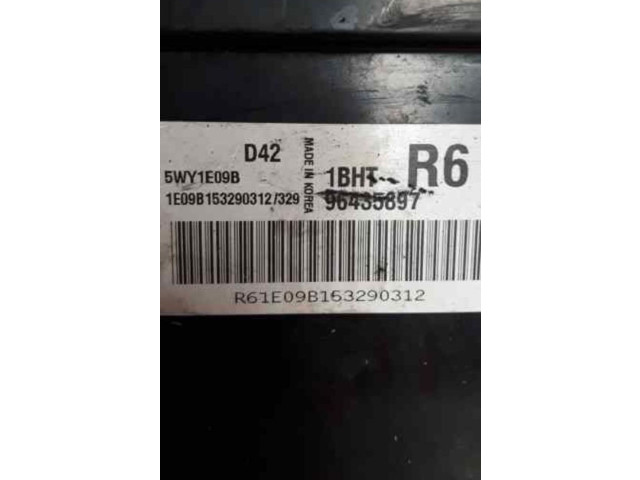 D42
5WY1E09B
1E09B153290312/329
MADE IN KOREA
1BHT
96435897
R6
R61E09B153290312